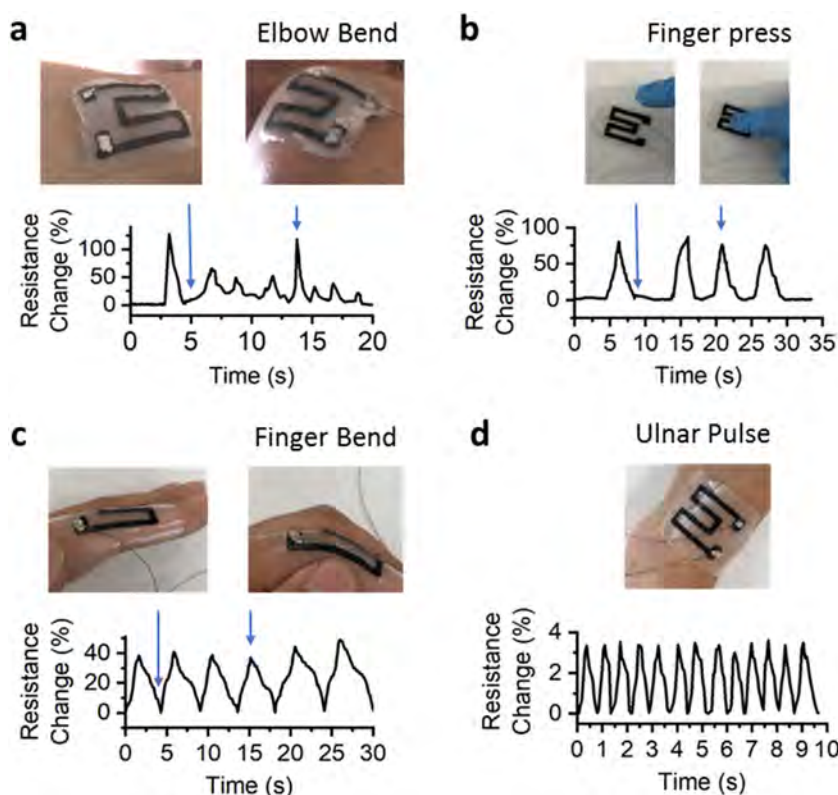 a
Elbow Bend
Resistance
Change (%)
100
50
0
0 5 10 15 20
Time (s)
b
Finger press
Resistance
Change (%)
100
50
0
0 5 10 15 20 25 30 35
Time (s)
c
Finger Bend
Resistance
Change (%)
40
20
0
0 5 10 15 20 25 30
Time (s)
d
Ulnar Pulse
Resistance
Change (%)
4
2
0
0 1 2 3 4 5 6 7 8 9 10
Time (s)